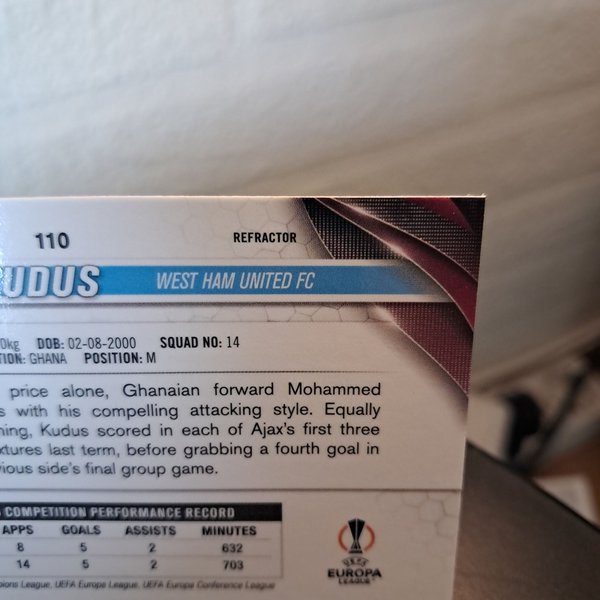 110 REFRACTOR
UDUS WEST HAM UNITED FC
0kg DOB: 02-08-2000 SQUAD NO: 14
TION: GHANA POSITION: M
price alone, Ghanaian forward Mohammed
s with his compelling attacking style. Equally
ning, Kudus scored in each of Ajax's first three
xtures last term, before grabbing a fourth goal in
vious side's final group game.
S COMPETITION PERFORMANCE RECORD
APPS GOALS ASSISTS MINUTES
8 5 2 632
14 5 2 703
pions League, UEFA Europa League, UEFA Europa Conference League
UEFA
EUROPA
LEAGUE